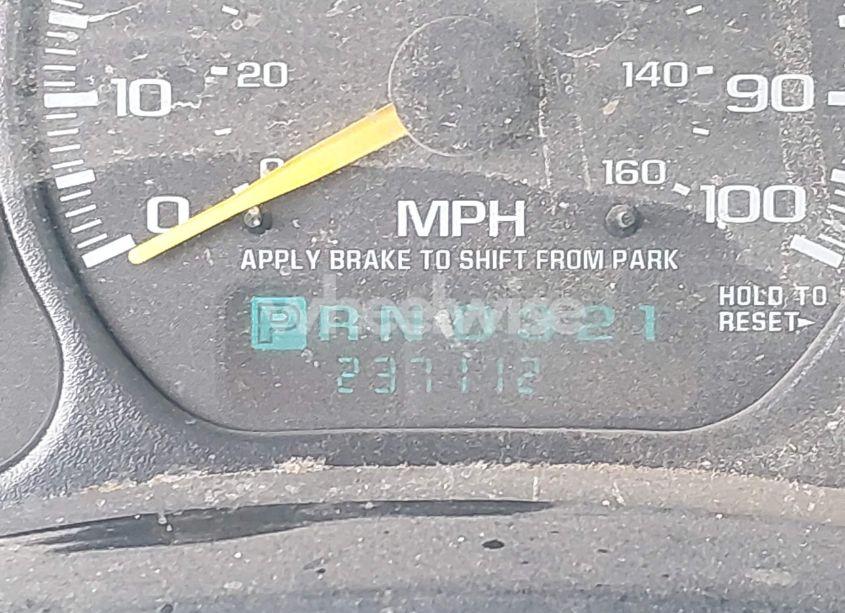 20 140
10 90
0 160
0 100
MPH
APPLY BRAKE TO SHIFT FROM PARK
HOLD TO
RESET
P R N D 3 2 1
237112